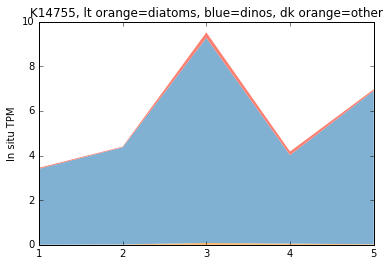 K14755, lt orange=diatoms, blue=dinos, dk orange=other
In situ TPM
10
8
6
4
2
0
1 2 3 4 5